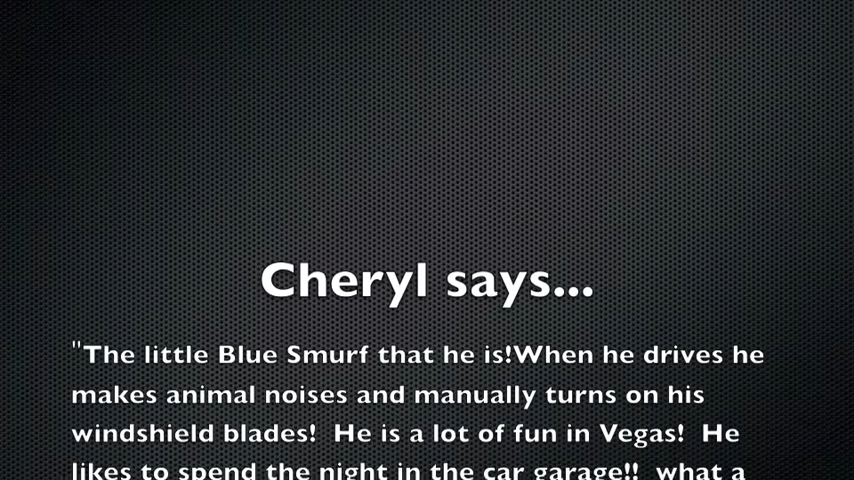 Cheryl says...
"The little Blue Smurf that he is!When he drives he
makes animal noises and manually turns on his
windshield blades!  He is a lot of fun in Vegas!  He
likes to spend the night in the car garage!!  what a